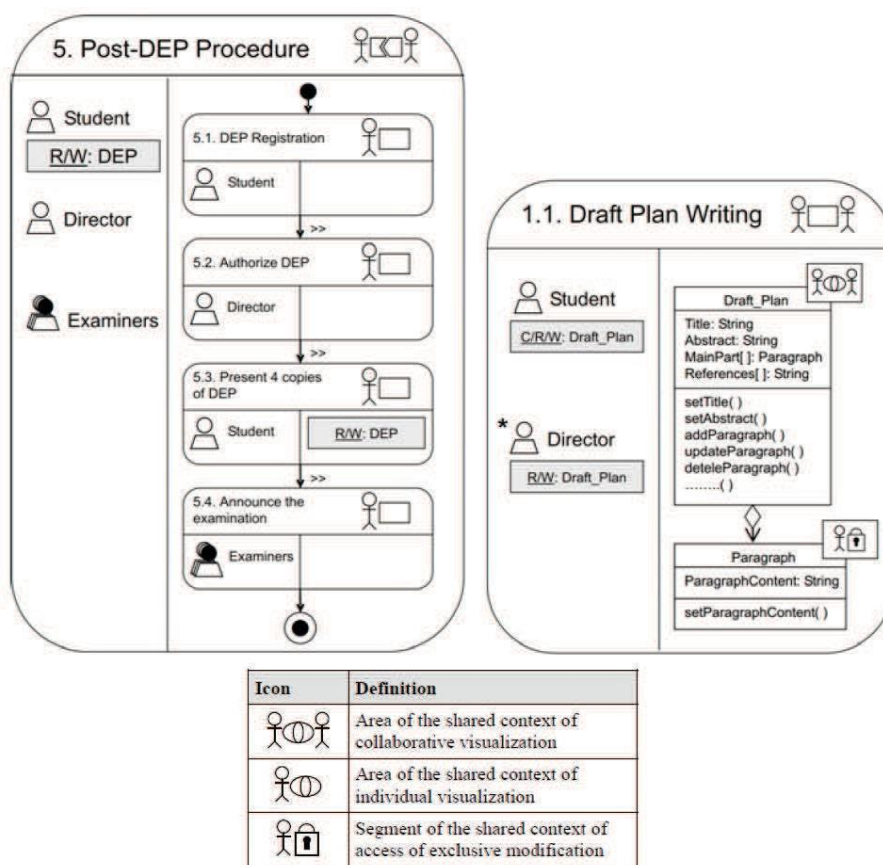 5. Post-DEP Procedure
Student
R/W: DEP
Director
Examiners
5.1. DEP Registration
Student
>>
5.2. Authorize DEP
Director
>>
5.3. Present 4 copies
of DEP
Student
R/W: DEP
>>
5.4. Announce the
examination
Examiners
1.1. Draft Plan Writing
Student
C/R/W: Draft_Plan
*
Director
R/W: Draft_Plan
Draft_Plan
Title: String
Abstract: String
MainPart[ ]: Paragraph
References[ ]: String
setTitle( )
setAbstract( )
addParagraph( )
updateParagraph( )
deteleParagraph( )
........( )
Paragraph
ParagraphContent: String
setParagraphContent( )
Icon Definition
Area of the shared context of
collaborative visualization
Area of the shared context of
individual visualization
Segment of the shared context of
access of exclusive modification